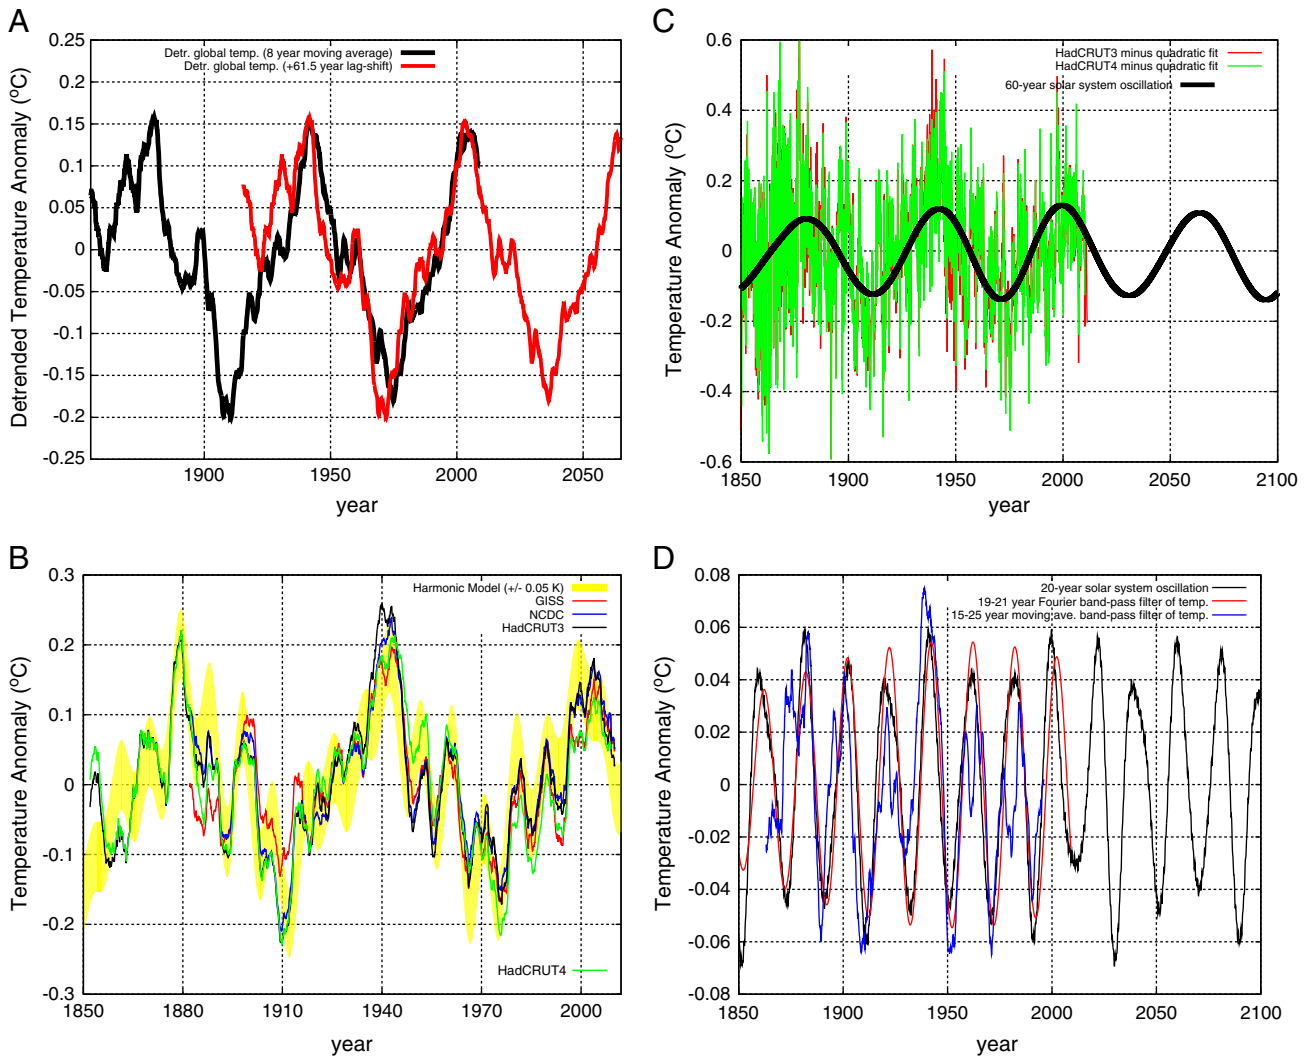 A
0.25
0.2
0.15
0.1
0.05
0
-0.05
-0.1
-0.15
-0.2
-0.25
Detrended Temperature Anomaly (ºC)
Detr. global temp. (8 year moving average)
Detr. global temp. (+61.5 year lag-shift)
1900 1950 2000 2050
year
C
0.6
0.4
0.2
0
-0.2
-0.4
-0.6
Temperature Anomaly (ºC)
HadCRUT3 minus quadratic fit
HadCRUT4 minus quadratic fit
60-year solar system oscillation
1850 1900 1950 2000 2050 2100
year
B
0.3
0.2
0.1
0
-0.1
-0.2
-0.3
Temperature Anomaly (ºC)
Harmonic Model (+/- 0.05 K)
GISS
NCDC
HadCRUT3
HadCRUT4
1850 1880 1910 1940 1970 2000
year
D
0.08
0.06
0.04
0.02
0
-0.02
-0.04
-0.06
-0.08
Temperature Anomaly (ºC)
20-year solar system oscillation
19-21 year Fourier band-pass filter of temp.
15-25 year moving ave. band-pass filter of temp.
1850 1900 1950 2000 2050 2100
year